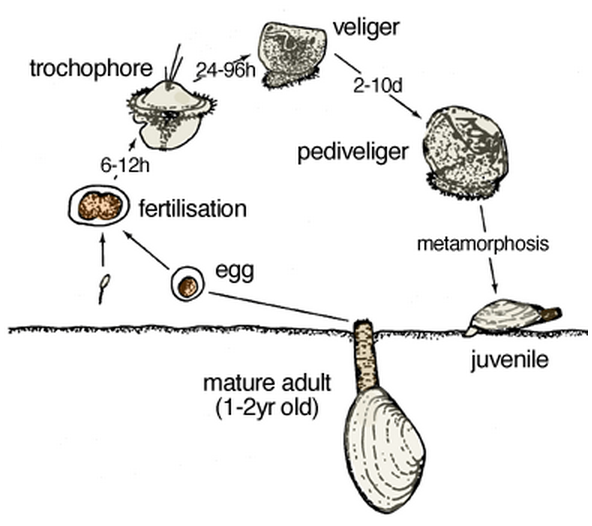 veliger
trochophore
24-96h
2-10d
pediveliger
6-12h
fertilisation
metamorphosis
egg
juvenile
mature adult
(1-2yr old)